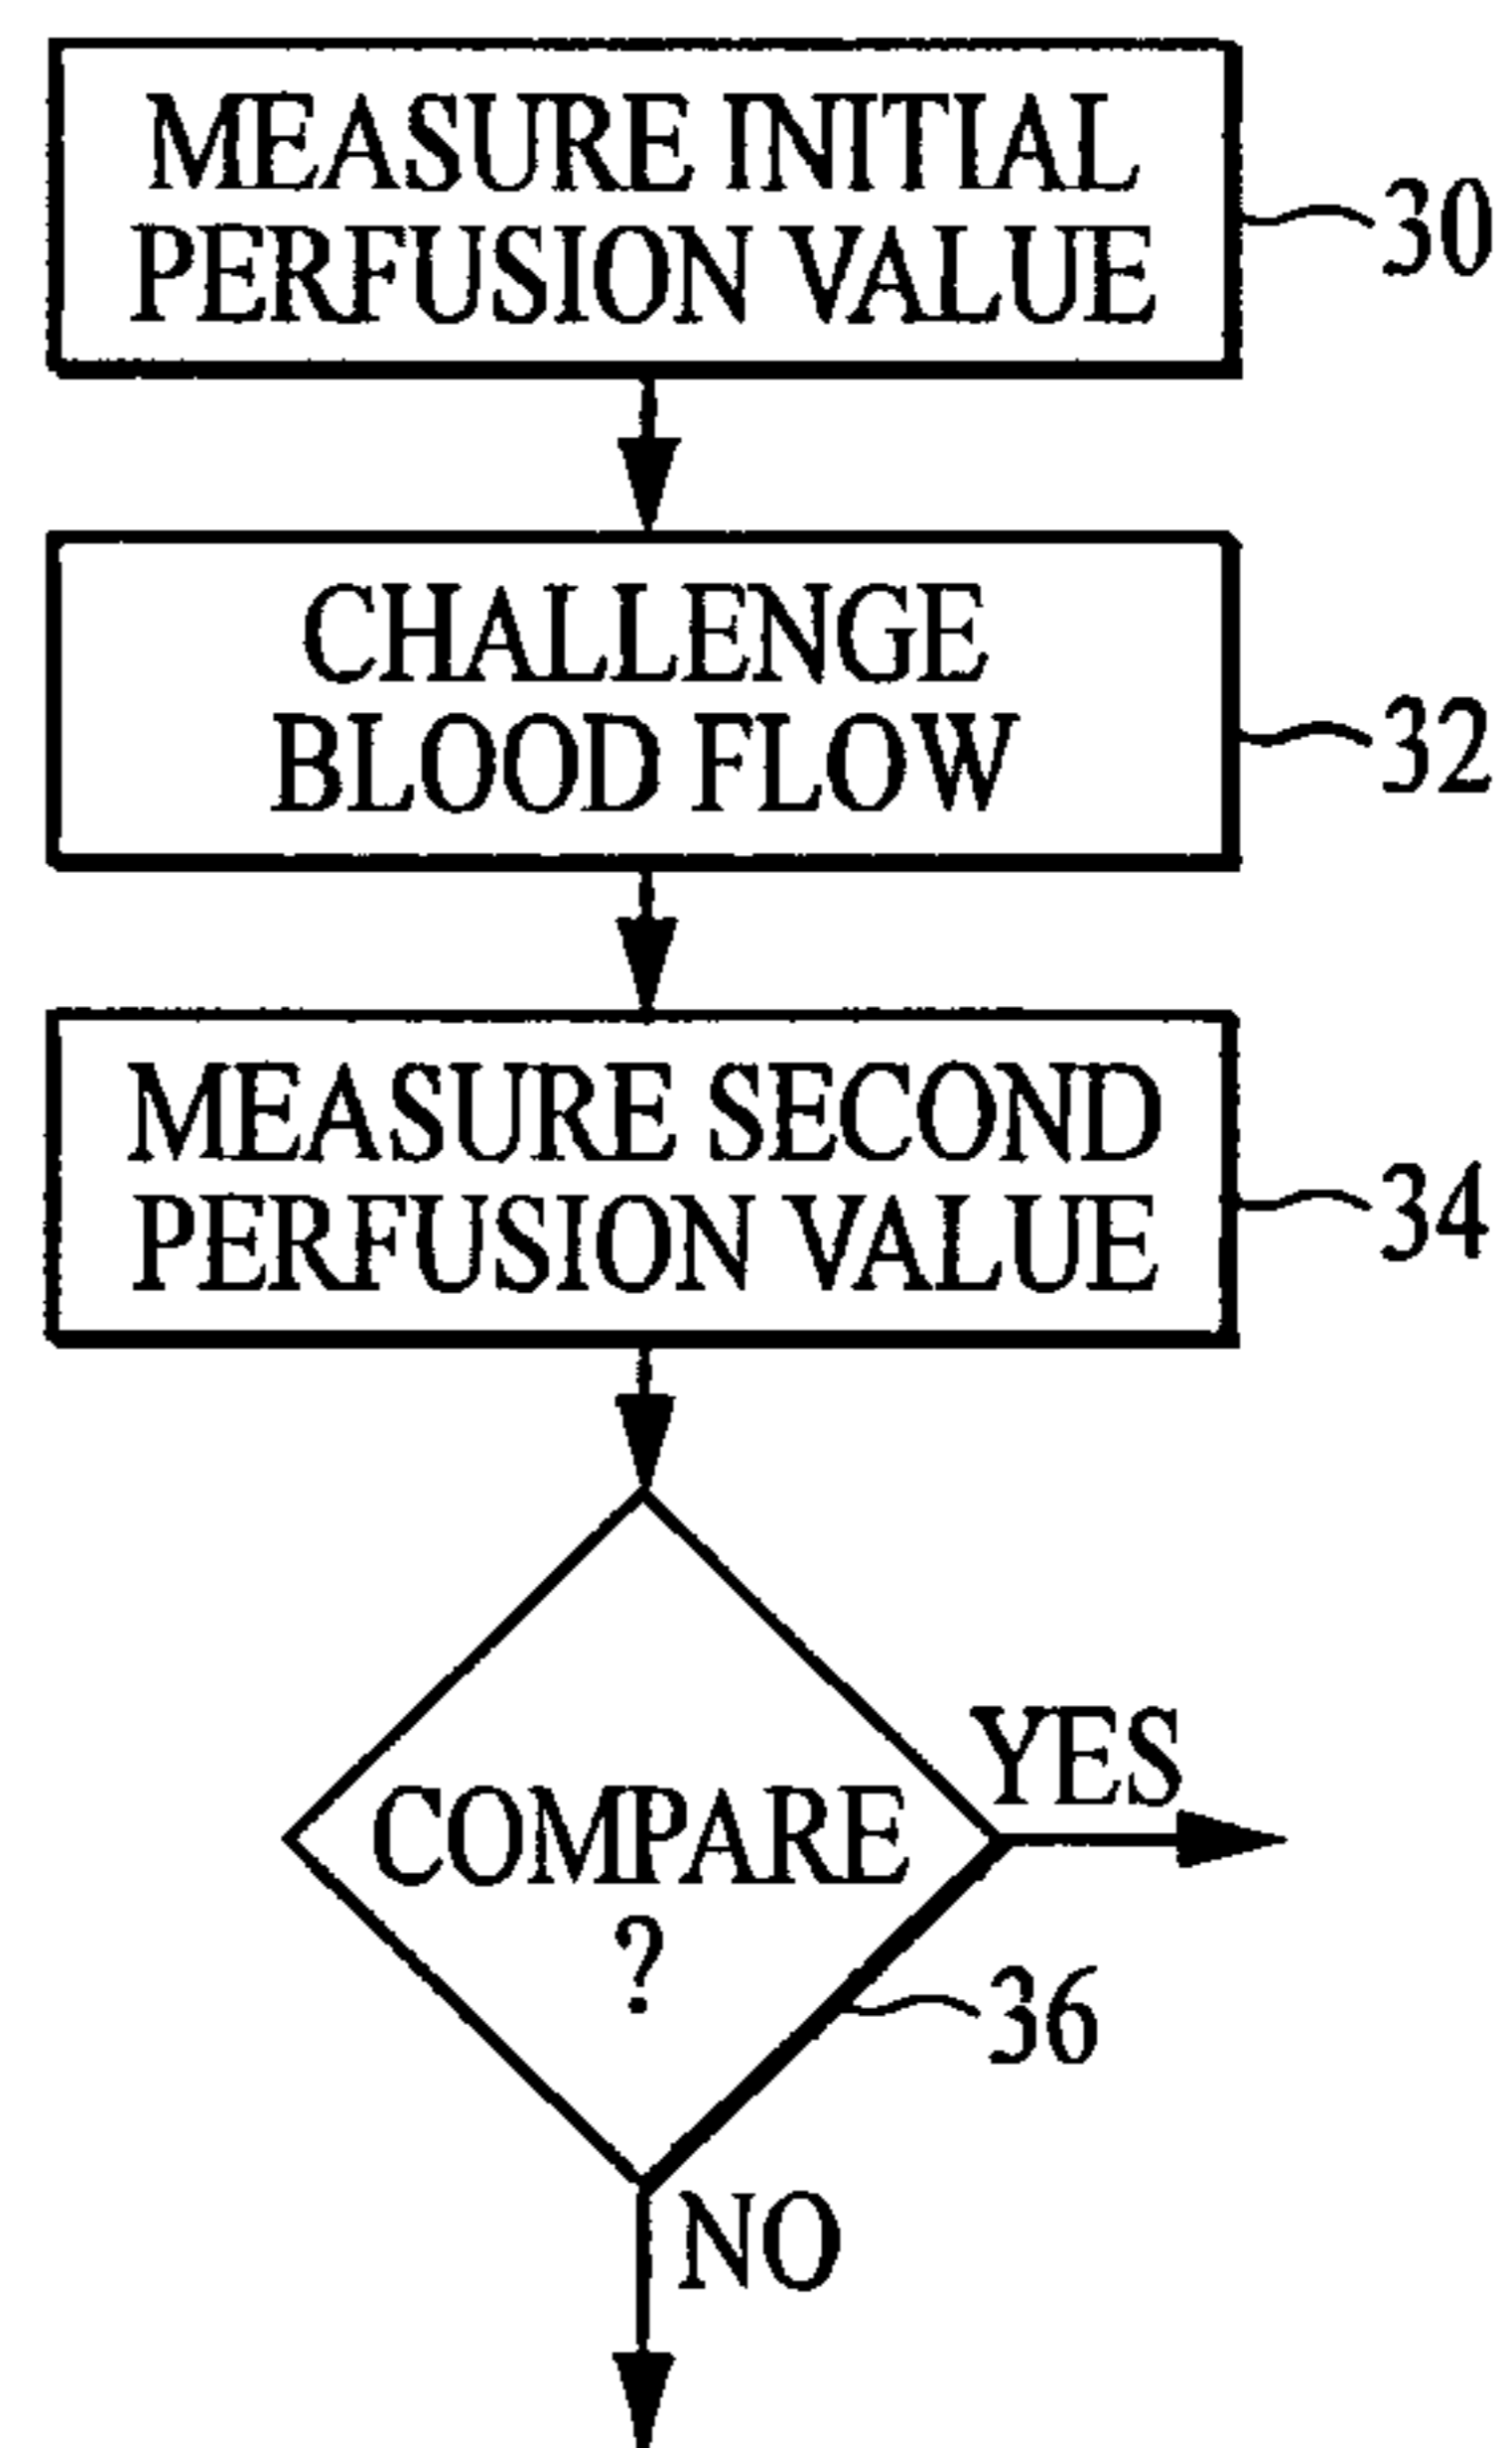 MEASURE INITIAL
PERFUSION VALUE
30
CHALLENGE
BLOOD FLOW
32
MEASURE SECOND
PERFUSION VALUE
34
YES
COMPARE
?
36
NO